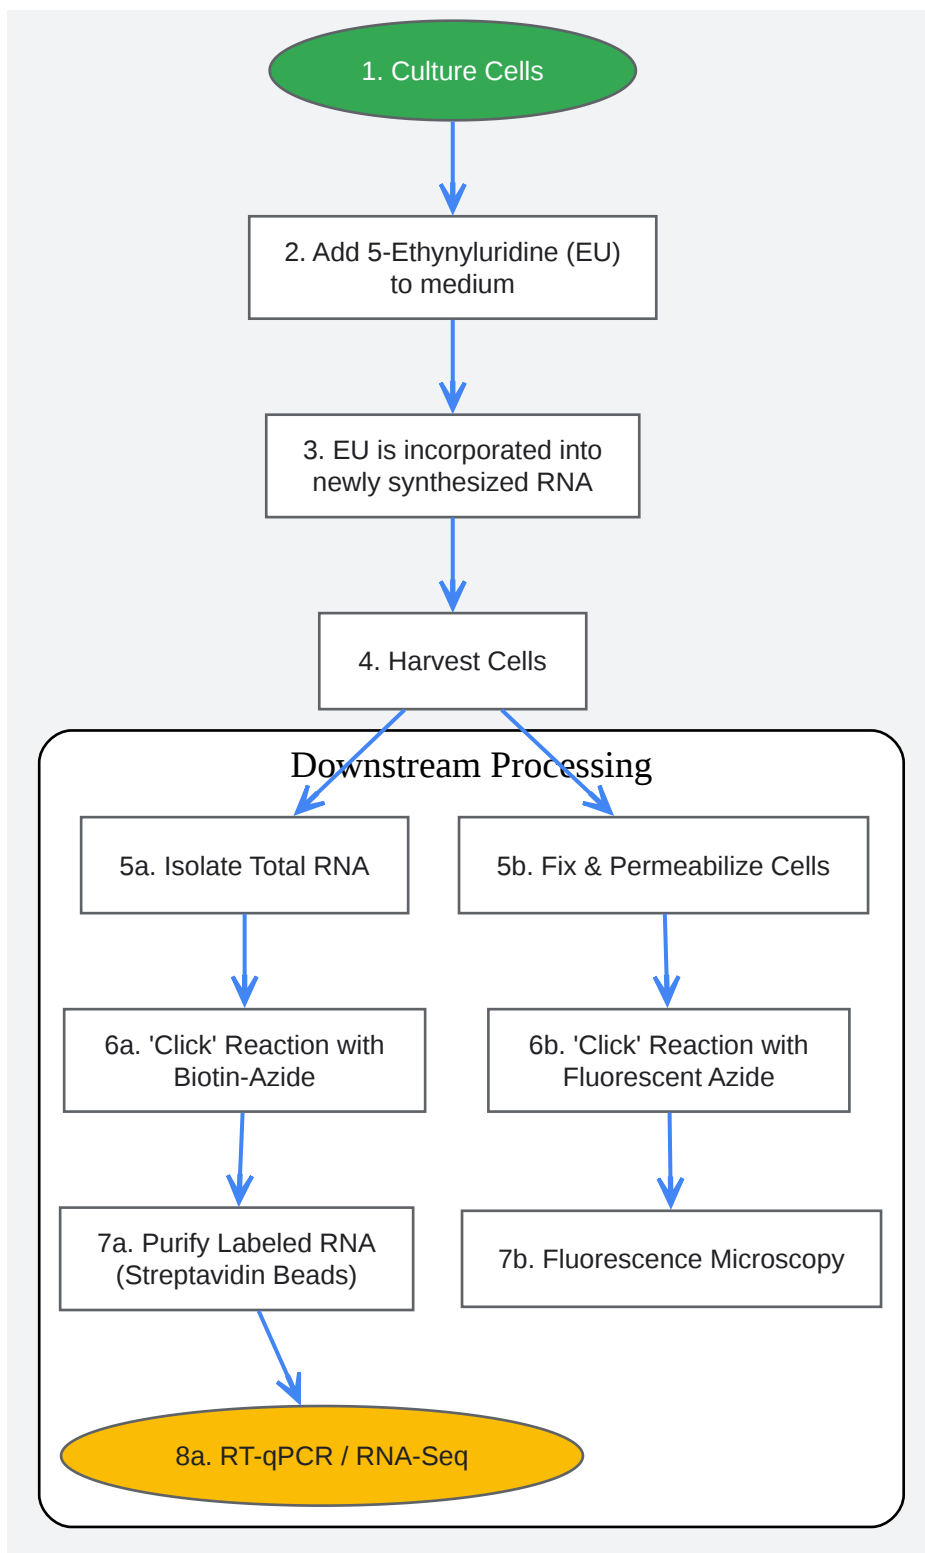 1. Culture Cells
2. Add 5-Ethynyluridine (EU)
to medium
3. EU is incorporated into
newly synthesized RNA
4. Harvest Cells
Downstream Processing
5a. Isolate Total RNA
5b. Fix & Permeabilize Cells
6a. 'Click' Reaction with
Biotin-Azide
6b. 'Click' Reaction with
Fluorescent Azide
7a. Purify Labeled RNA
(Streptavidin Beads)
7b. Fluorescence Microscopy
8a. RT-qPCR / RNA-Seq